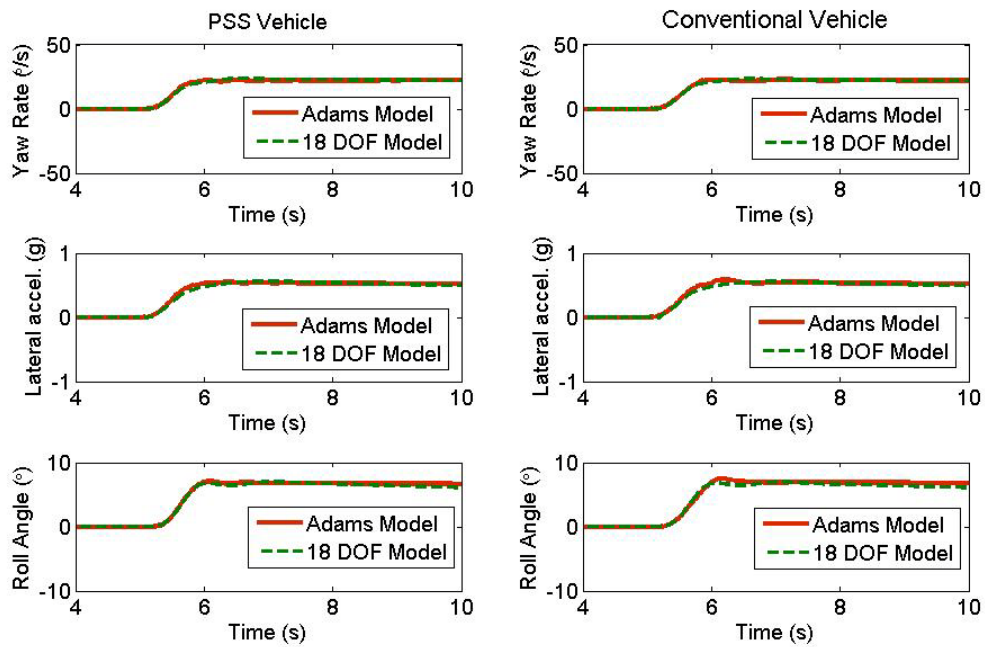 PSS Vehicle
Yaw Rate (°/s)
50
0
-50
Adams Model
18 DOF Model
4 6 8 10
Time (s)
Conventional Vehicle
Yaw Rate (°/s)
50
0
-50
Adams Model
18 DOF Model
4 6 8 10
Time (s)
Lateral accel. (g)
1
0
-1
Adams Model
18 DOF Model
4 6 8 10
Time (s)
Lateral accel. (g)
1
0
-1
Adams Model
18 DOF Model
4 6 8 10
Time (s)
Roll Angle (°)
10
0
-10
Adams Model
18 DOF Model
4 6 8 10
Time (s)
Roll Angle (°)
10
0
-10
Adams Model
18 DOF Model
4 6 8 10
Time (s)